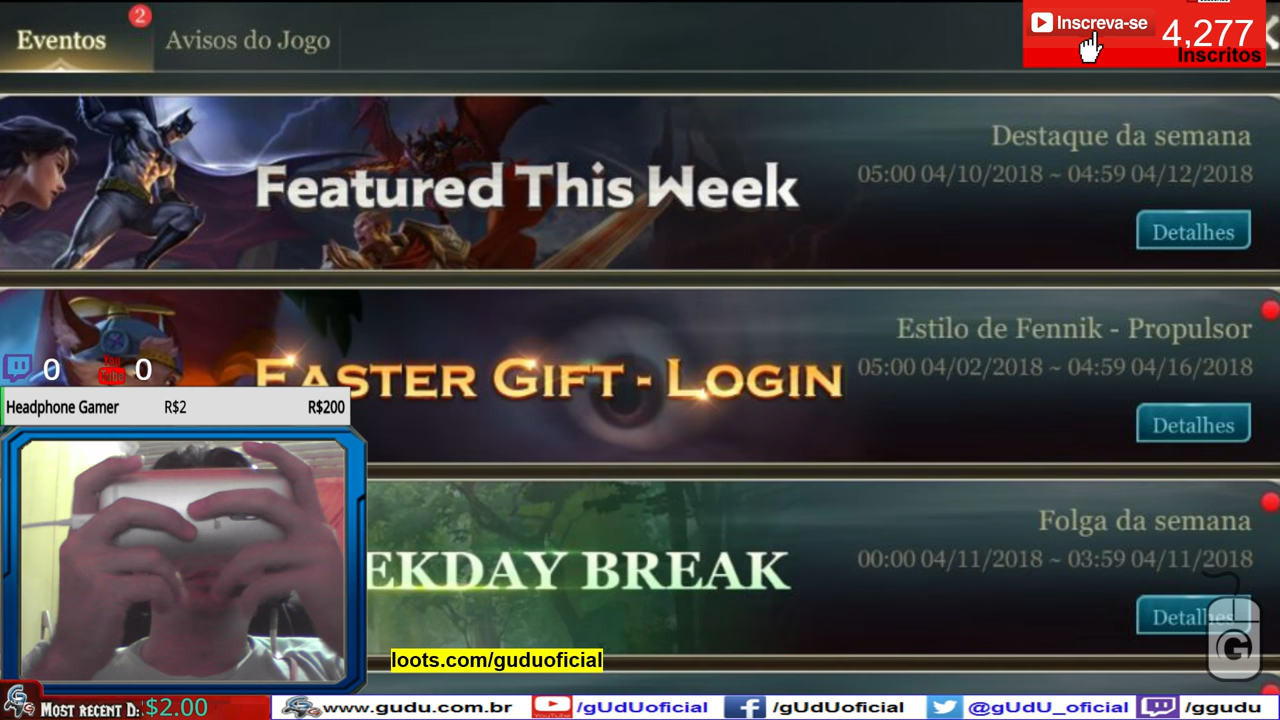 Eventos
2
Avisos do Jogo
Inscreva-se
4,277
Inscritos
Featured This Week
Destaque da semana
05:00 04/10/2018 ~ 04:59 04/12/2018
Detalhes
EASTER GIFT - LOGIN
Estilo de Fennik - Propulsor
05:00 04/02/2018 ~ 04:59 04/16/2018
Detalhes
0
You Tube
0
Headphone Gamer R$2 R$200
EKDAY BREAK
Folga da semana
00:00 04/11/2018 ~ 03:59 04/11/2018
Detalhes
G
loots.com/guduoficial
MOST RECENT D: $2.00
www.gudu.com.br
YouTube
/gUdUoficial
/gUdUoficial
@gUdU_oficial
/ggudu